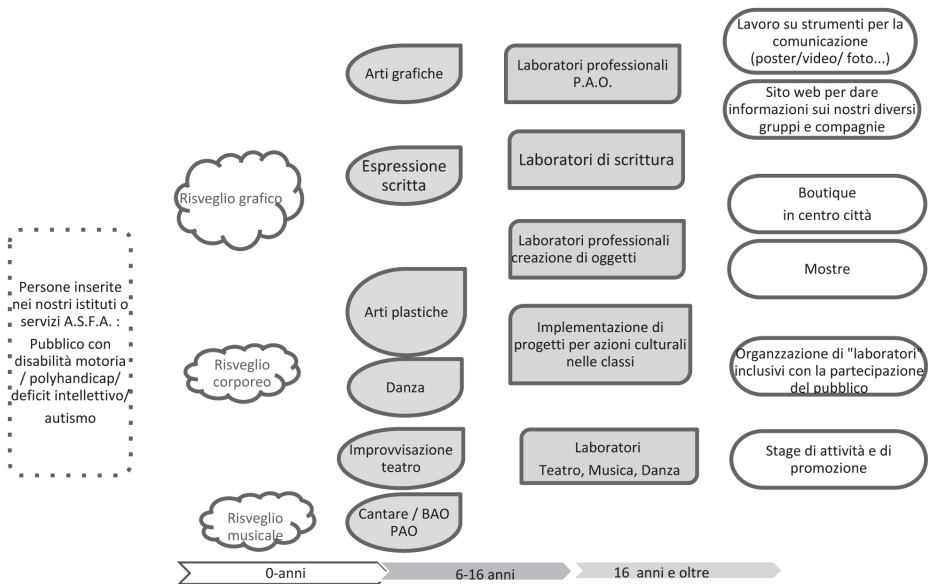 Persone inserite
nei nostri istituti o
servizi A.S.F.A. :
Pubblico con
disabilità motoria
/ polyhandicap/
deficit intellettivo/
autismo
Risveglio grafico
Risveglio
corporeo
Risveglio
musicale
Arti grafiche
Espressione
scritta
Arti plastiche
Danza
Improvvisazione
teatro
Cantare / BAO
PAO
Laboratori professionali
P.A.O.
Laboratori di scrittura
Laboratori professionali
creazione di oggetti
Implementazione di
progetti per azioni culturali
nelle classi
Laboratori
Teatro, Musica, Danza
Lavoro su strumenti per la
comunicazione
(poster/video/ foto...)
Sito web per dare
informazioni sui nostri diversi
gruppi e compagnie
Boutique
in centro città
Mostre
Organzzazione di "laboratori"
inclusivi con la partecipazione
del pubblico
Stage di attività e di
promozione
0-anni
6-16 anni
16 anni e oltre